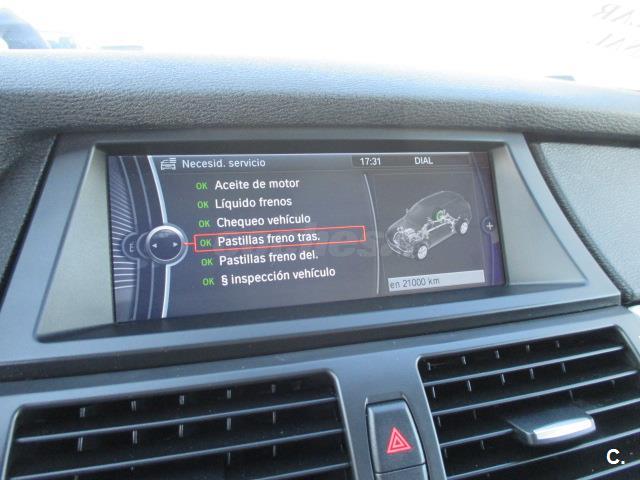 Necesid. servicio 17:31 DIAL
OK Aceite de motor
OK Líquido frenos
OK Chequeo vehículo
OK Pastillas freno tras.
OK Pastillas freno del.
OK § inspección vehículo
en 21000 km
C.